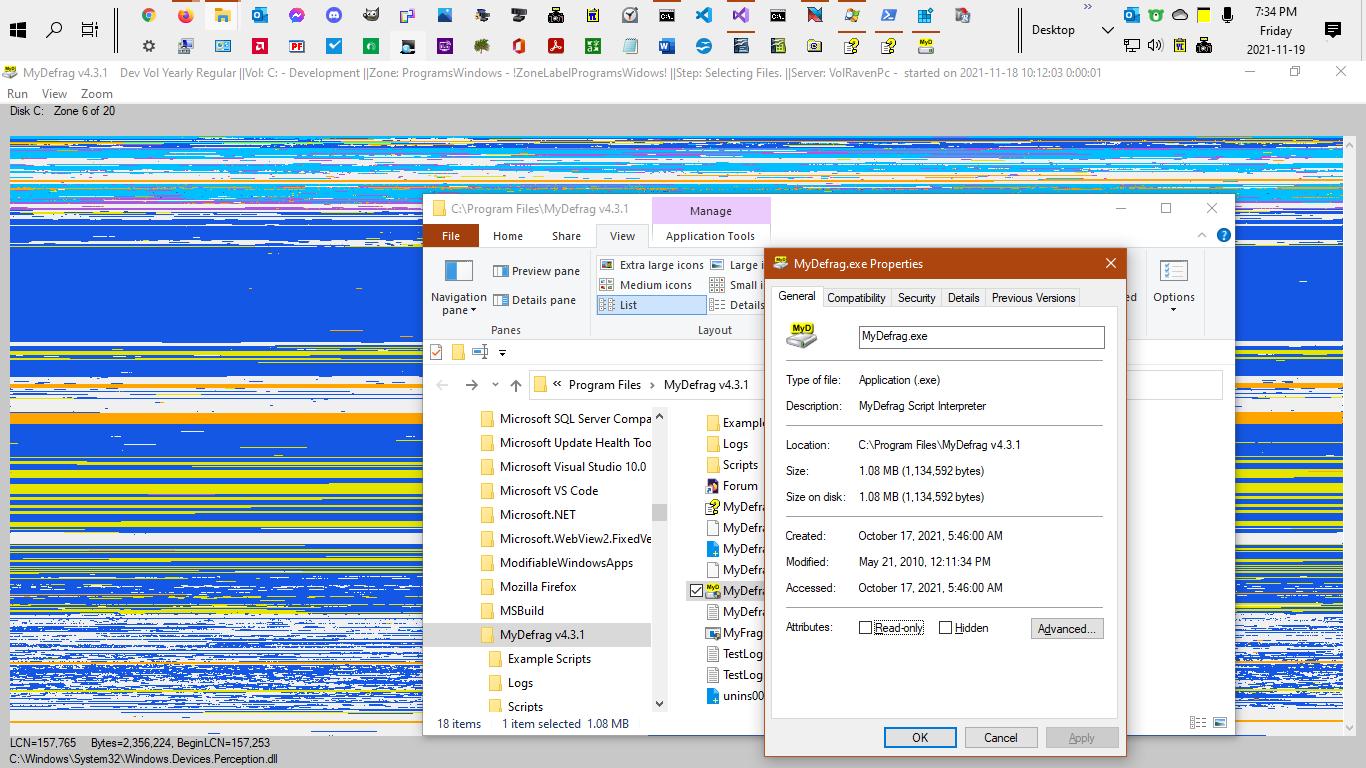 7:34 PM
Desktop
Friday
2021-11-19
MyDefrag v4.3.1 Dev Vol Yearly Regular ||Vol: C: - Development ||Zone: ProgramsWindows - !ZoneLabelProgramsWidows! ||Step: Selecting Files. ||Server: VolRavenPc - started on 2021-11-18 10:12:03 0:00:01
Run View Zoom
Disk C: Zone 6 of 20
C:\Program Files\MyDefrag v4.3.1
Manage
File Home Share View Application Tools
Navigation pane
Preview pane
Details pane
Panes
Extra large icons Large i
Medium icons Small i
List Details
Layout
ed
Options
Program Files MyDefrag v4.3.1
Microsoft SQL Server Compa
Microsoft Update Health Too
Microsoft Visual Studio 10.0
Microsoft VS Code
Microsoft.NET
Microsoft.WebView2.FixedVe
ModifiableWindowsApps
Mozilla Firefox
MSBuild
MyDefrag v4.3.1
Example Scripts
Logs
Scripts
Exampl
Logs
Scripts
Forum
MyDefra
MyDefra
MyDefra
MyDefra
MyDefra
MyDefra
MyFrag
TestLog
TestLog
unins00
18 items 1 item selected 1.08 MB
MyDefrag.exe Properties
General Compatibility Security Details Previous Versions
MyD
MyDefrag.exe
Type of file: Application (.exe)
Description: MyDefrag Script Interpreter
Location: C:\Program Files\MyDefrag v4.3.1
Size: 1.08 MB (1,134,592 bytes)
Size on disk: 1.08 MB (1,134,592 bytes)
Created: October 17, 2021, 5:46:00 AM
Modified: May 21, 2010, 12:11:34 PM
Accessed: October 17, 2021, 5:46:00 AM
Attributes: Read-only Hidden Advanced...
OK Cancel Apply
LCN=157,765 Bytes=2,356,224, BeginLCN=157,253
C:\Windows\System32\Windows.Devices.Perception.dll